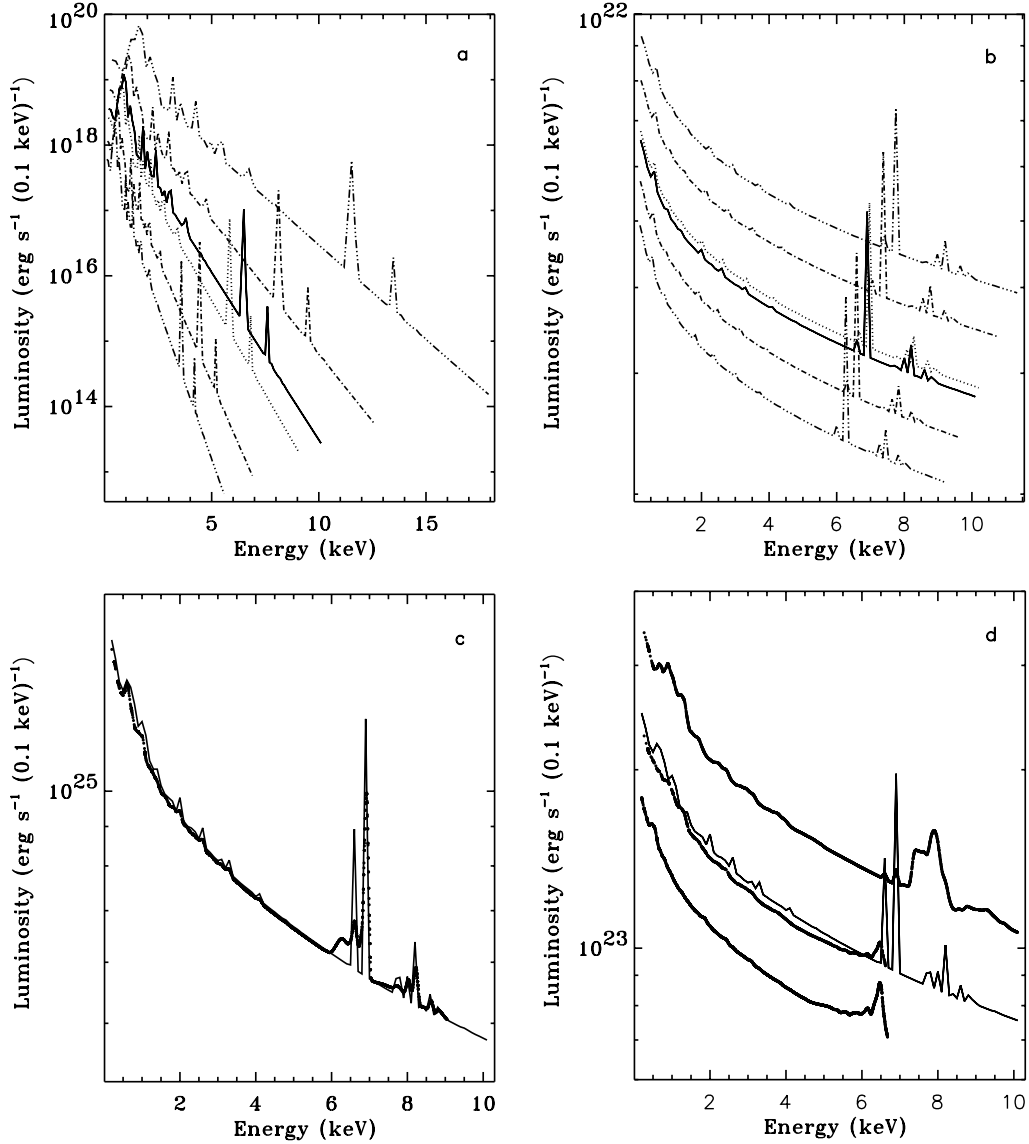 10^20
10^18
10^16
10^14
Luminosity (erg s^−1 (0.1 keV)^−1)
a
5 10 15
Energy (keV)
10^22
Luminosity (erg s^−1 (0.1 keV)^−1)
b
2 4 6 8 10
Energy (keV)
10^25
Luminosity (erg s^−1 (0.1 keV)^−1)
c
2 4 6 8 10
Energy (keV)
10^23
Luminosity (erg s^−1 (0.1 keV)^−1)
d
2 4 6 8 10
Energy (keV)